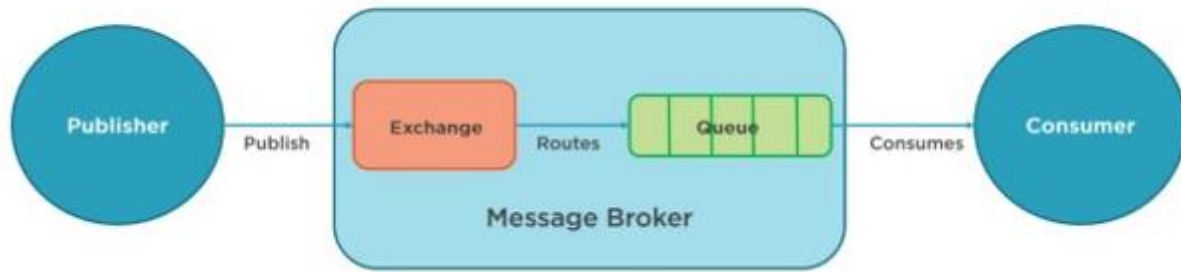 Publisher
Publish
Exchange
Routes
Queue
Consumes
Consumer
Message Broker